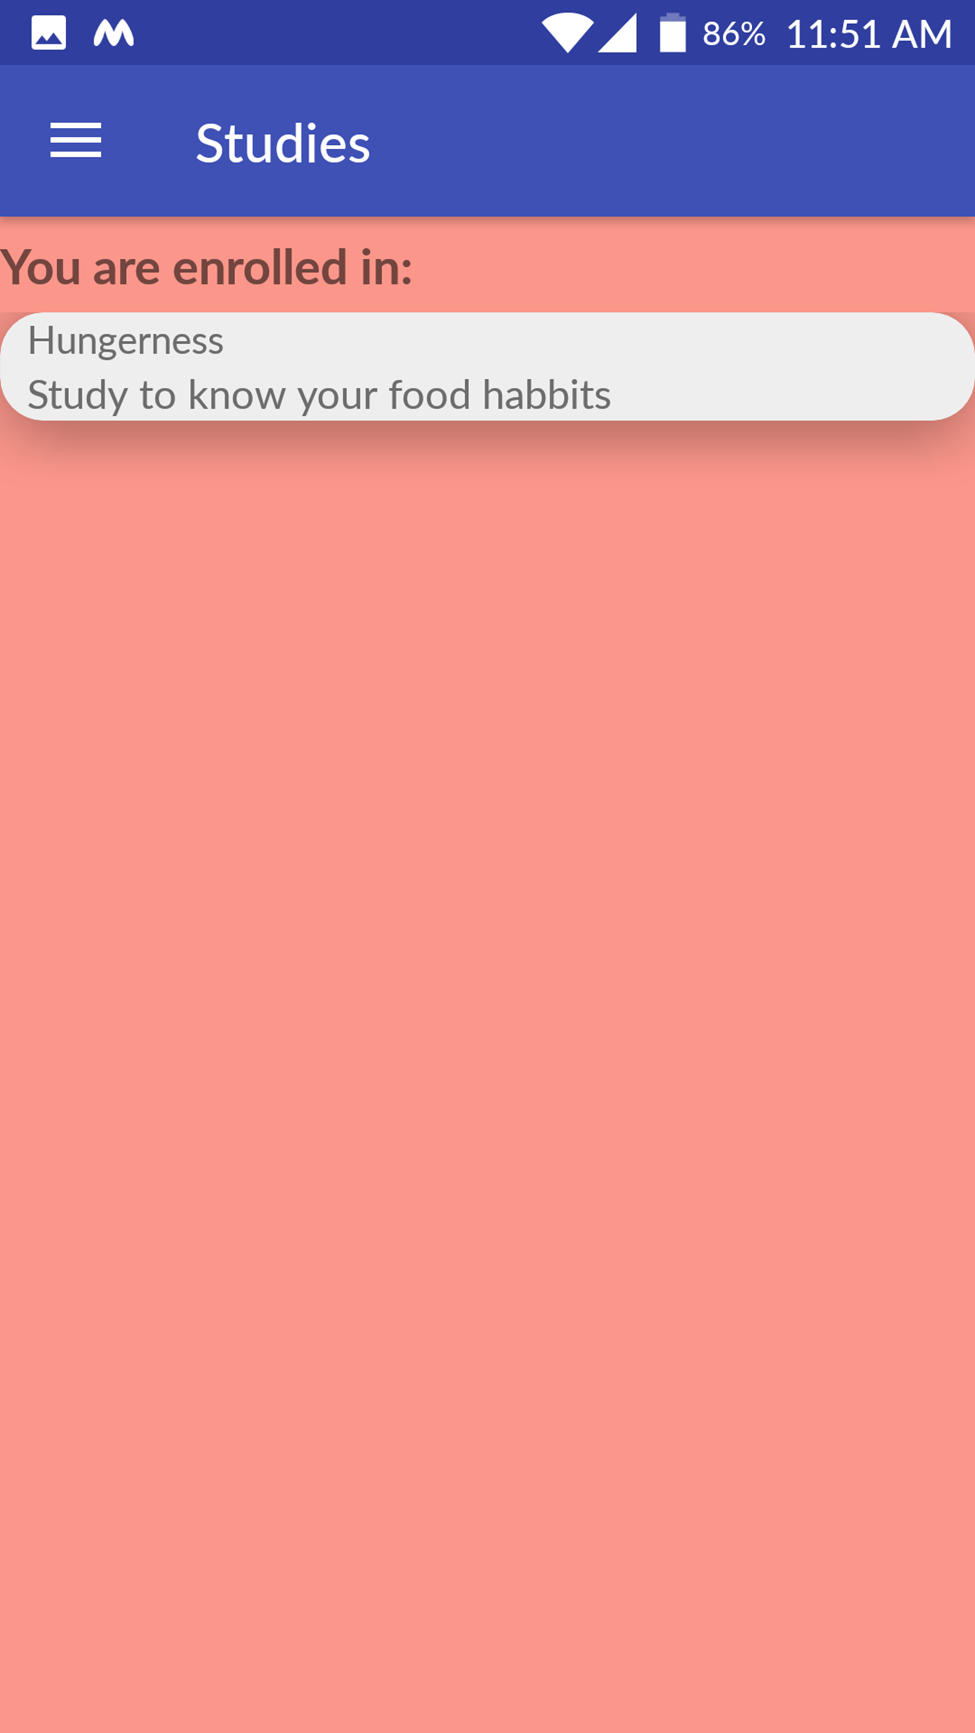 86% 11:51 AM
Studies
You are enrolled in:
Hungerness
Study to know your food habbits